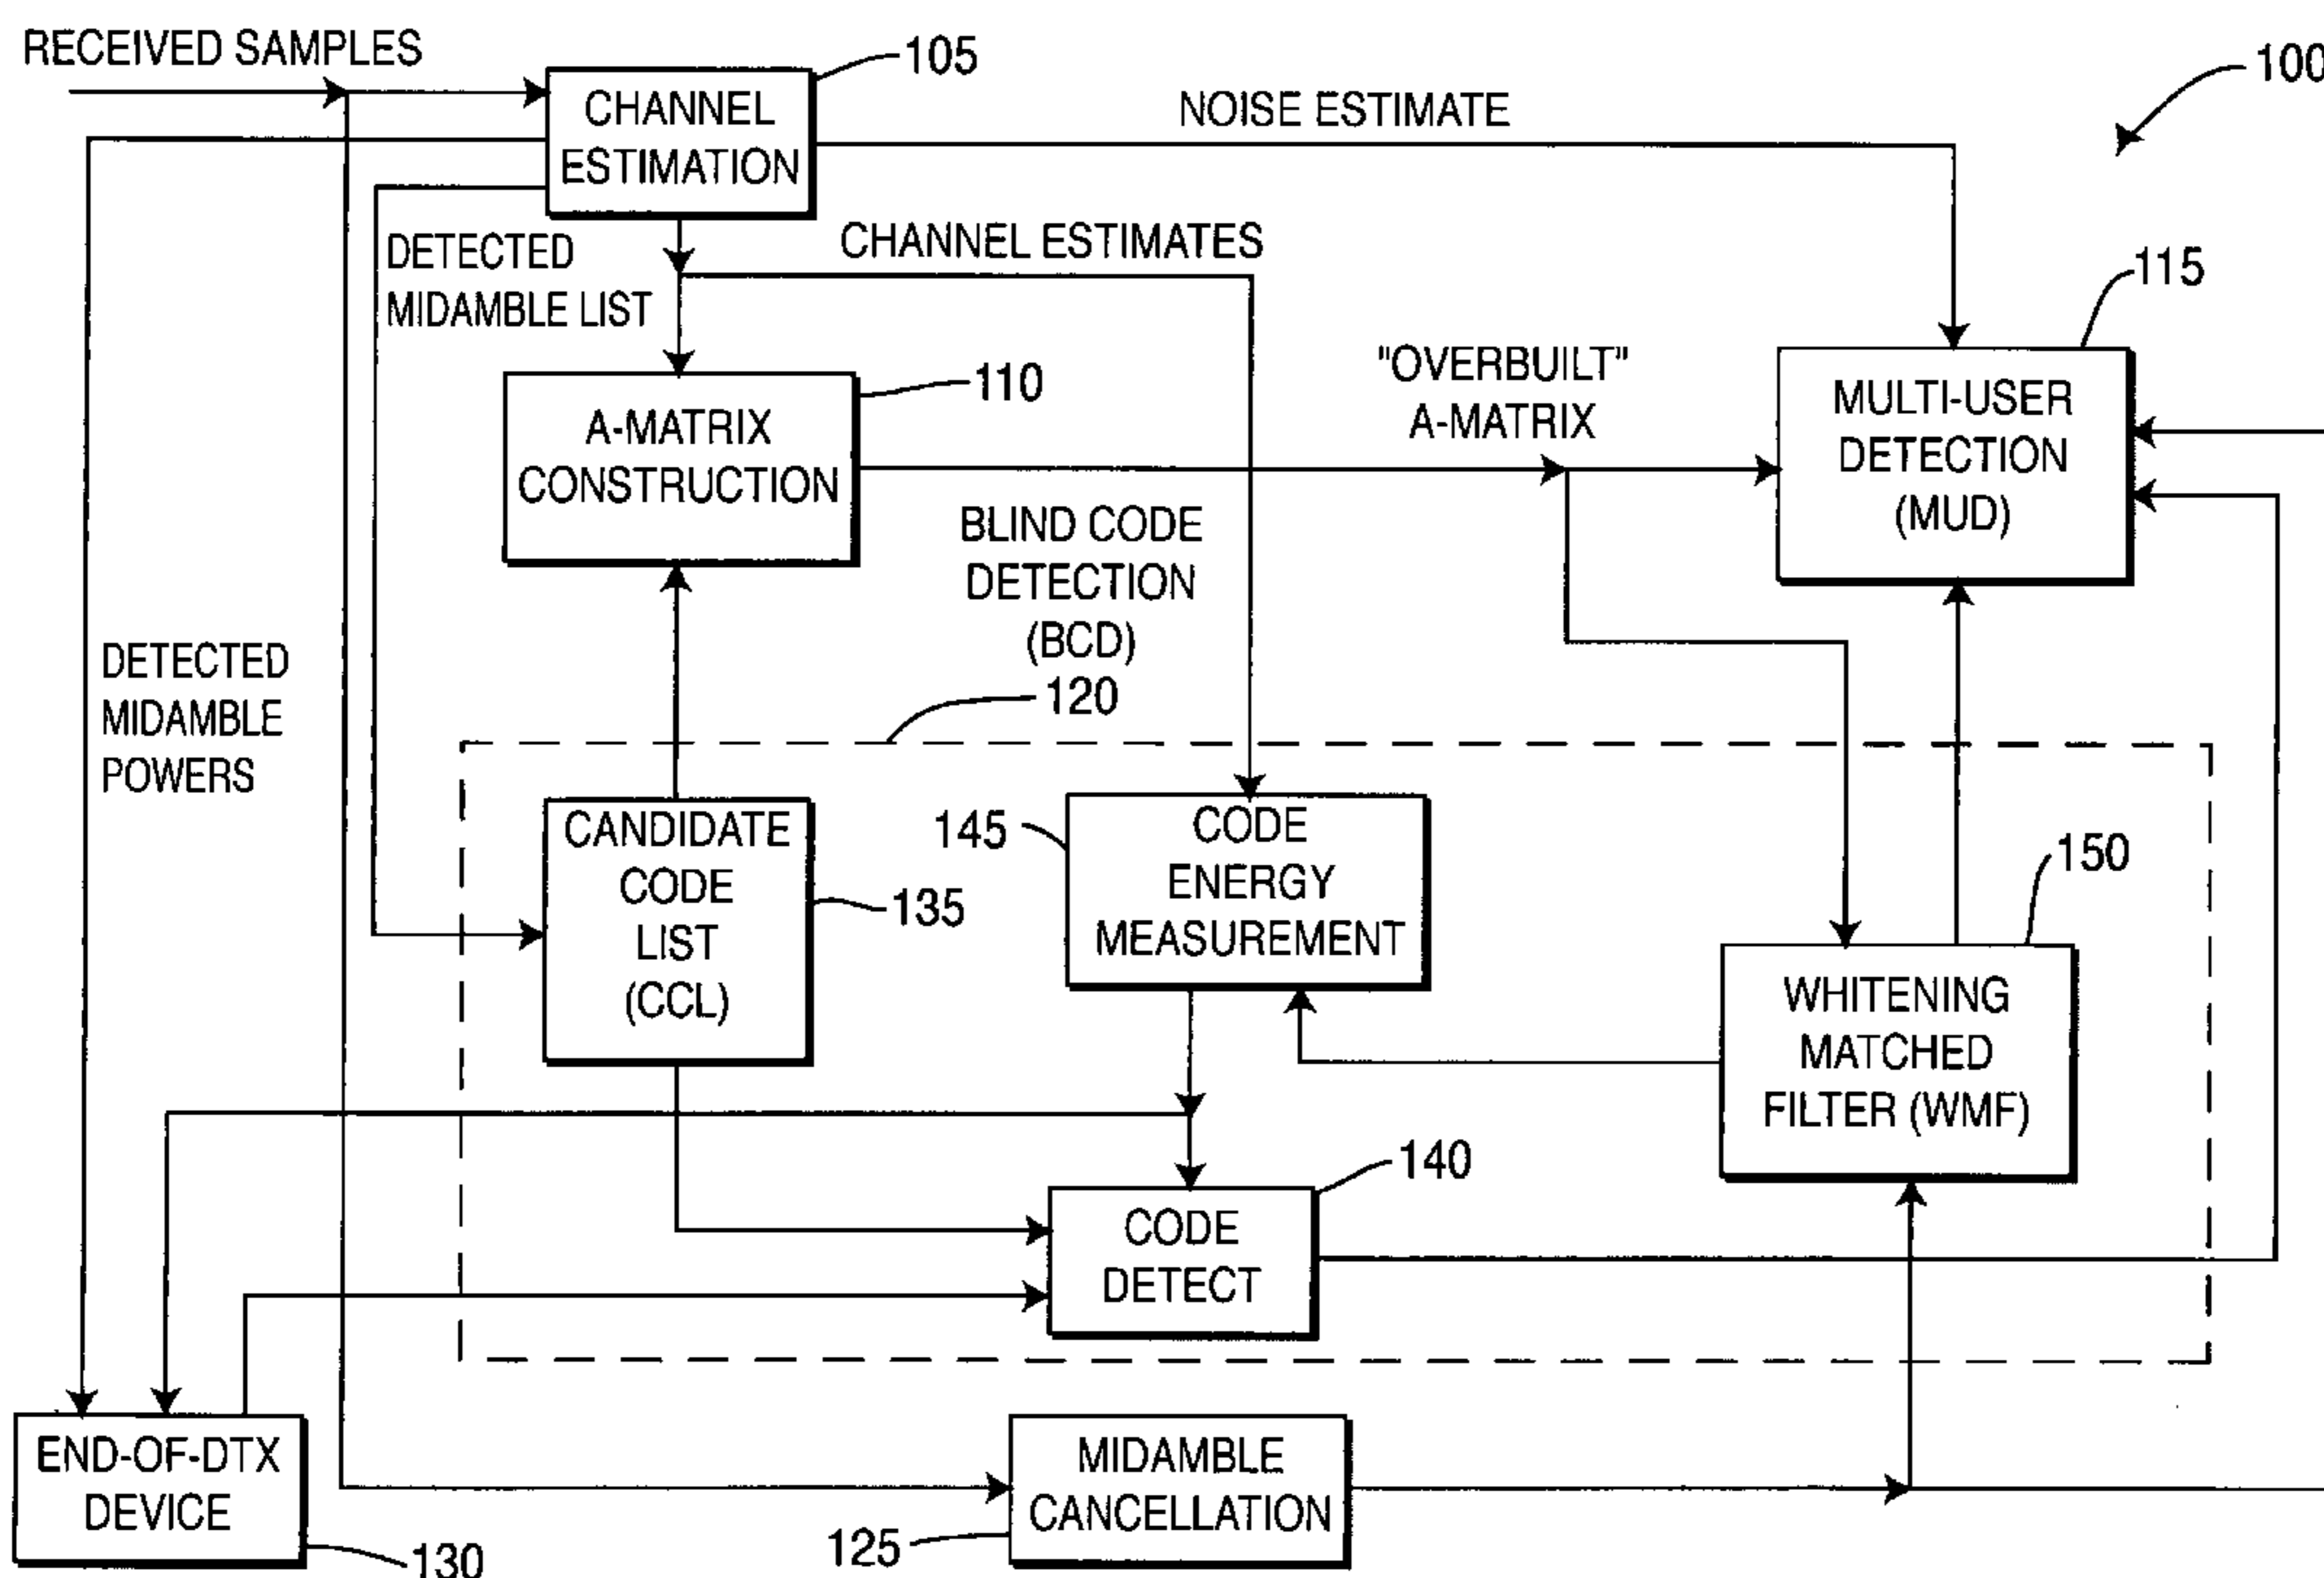 RECEIVED SAMPLES
105
100
CHANNEL
ESTIMATION
NOISE ESTIMATE
DETECTED
MIDAMBLE LIST
CHANNEL ESTIMATES
115
110
"OVERBUILT"
A-MATRIX
A-MATRIX
CONSTRUCTION
MULTI-USER
DETECTION
(MUD)
BLIND CODE
DETECTION
(BCD)
120
DETECTED
MIDAMBLE
POWERS
CANDIDATE
CODE
LIST
(CCL)
135
145
CODE
ENERGY
MEASUREMENT
150
WHITENING
MATCHED
FILTER (WMF)
140
CODE
DETECT
END-OF-DTX
DEVICE
130
MIDAMBLE
CANCELLATION
125